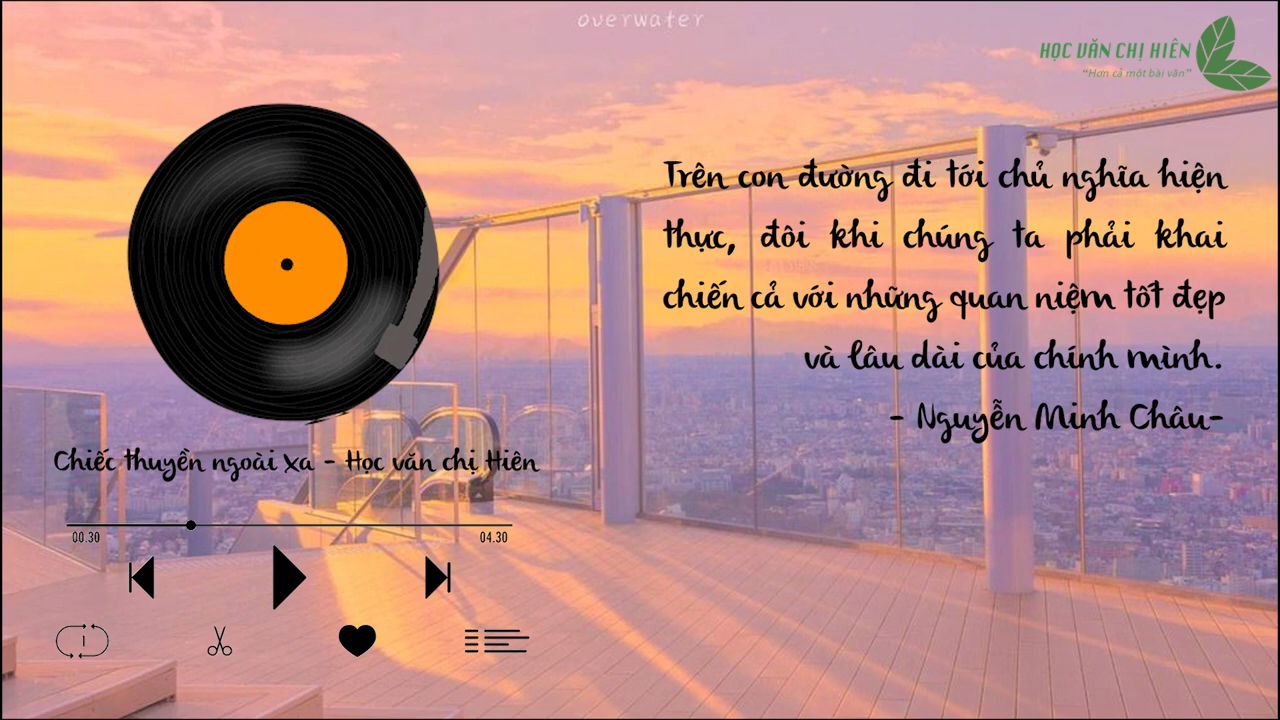 overwater
HỌC VĂN CHỊ HIÊN
“Hơn cả một bài văn”
Trên con đường đi tới chủ nghĩa hiện
thực, đôi khi chúng ta phải khai
chiến cả với những quan niệm tốt đẹp
và lâu dài của chính mình.
- Nguyễn Minh Châu-
Chiếc thuyền ngoài xa - Học văn chị Hiên
00.30 04.30
1